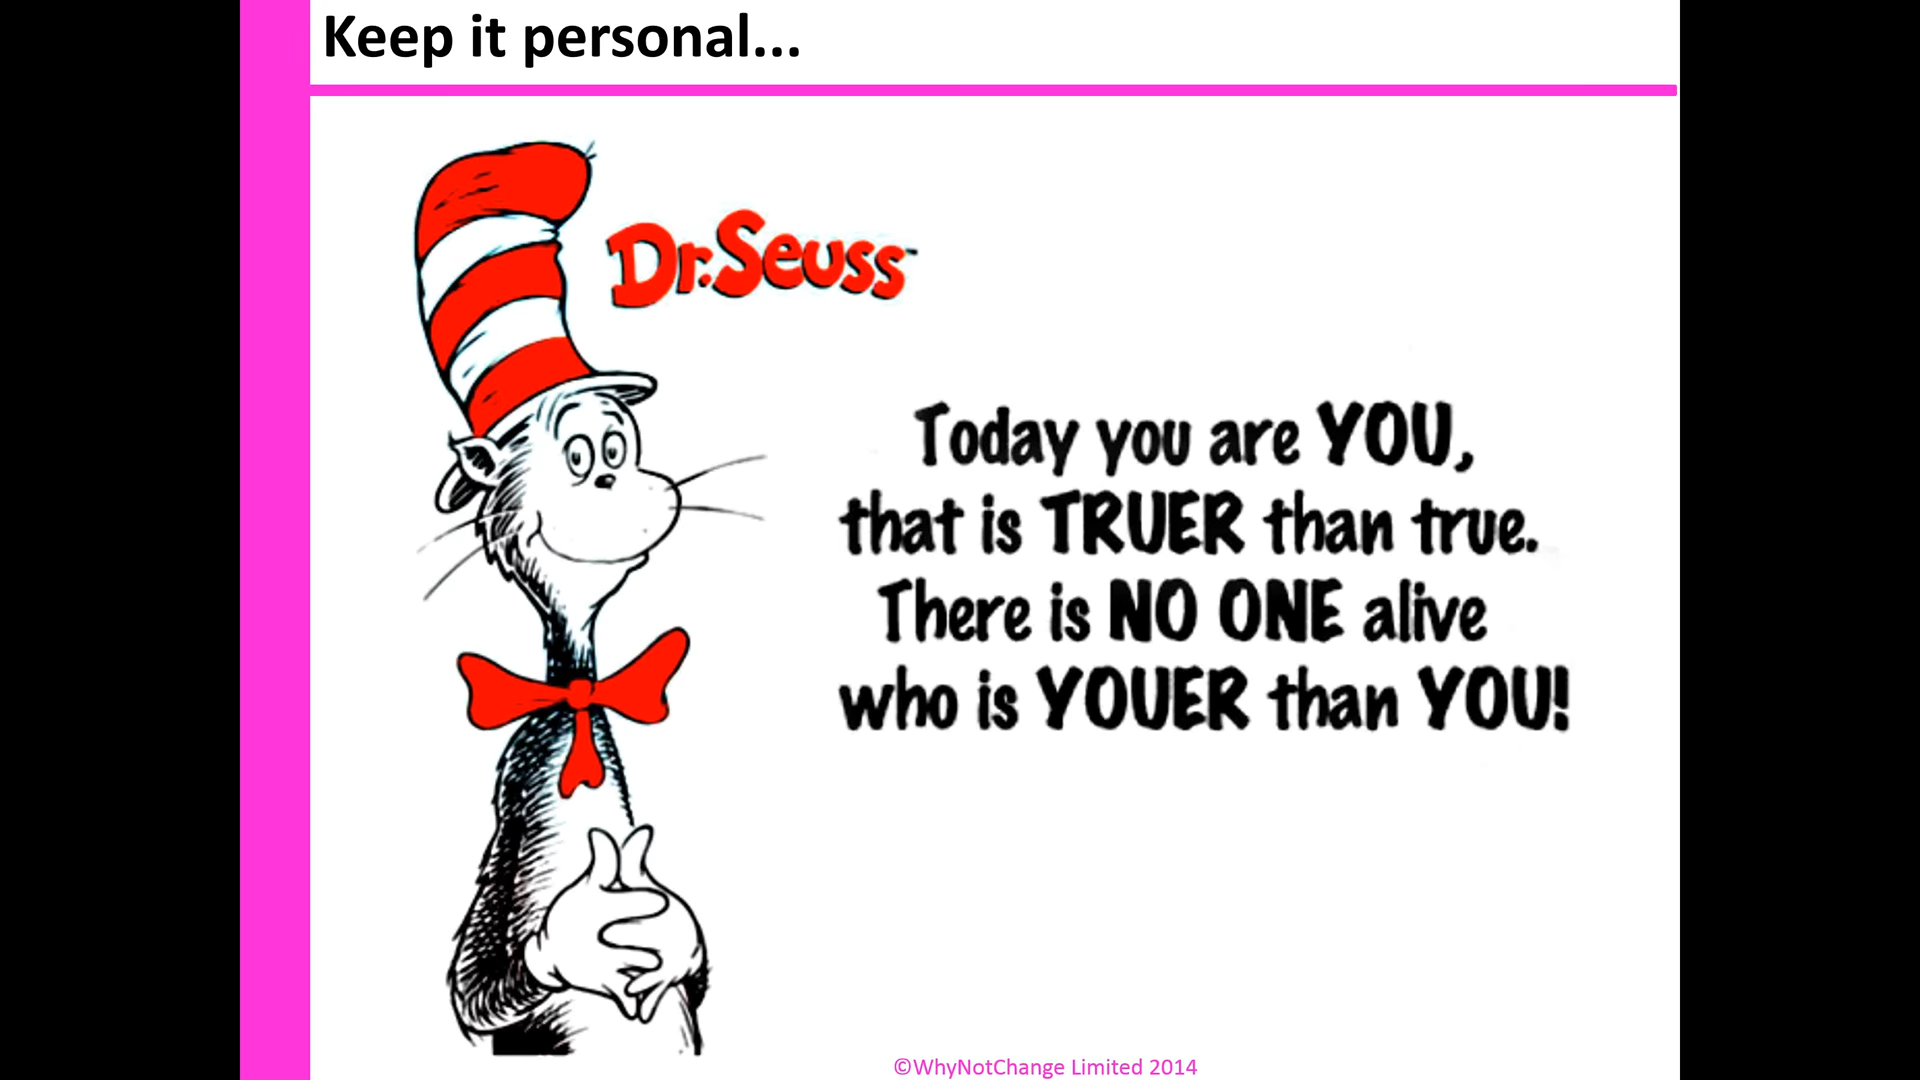 Keep it personal...
Dr. Seuss™
Today you are YOU,
that is TRUER than true.
There is NO ONE alive
who is YOUER than YOU!
©WhyNotChange Limited 2014